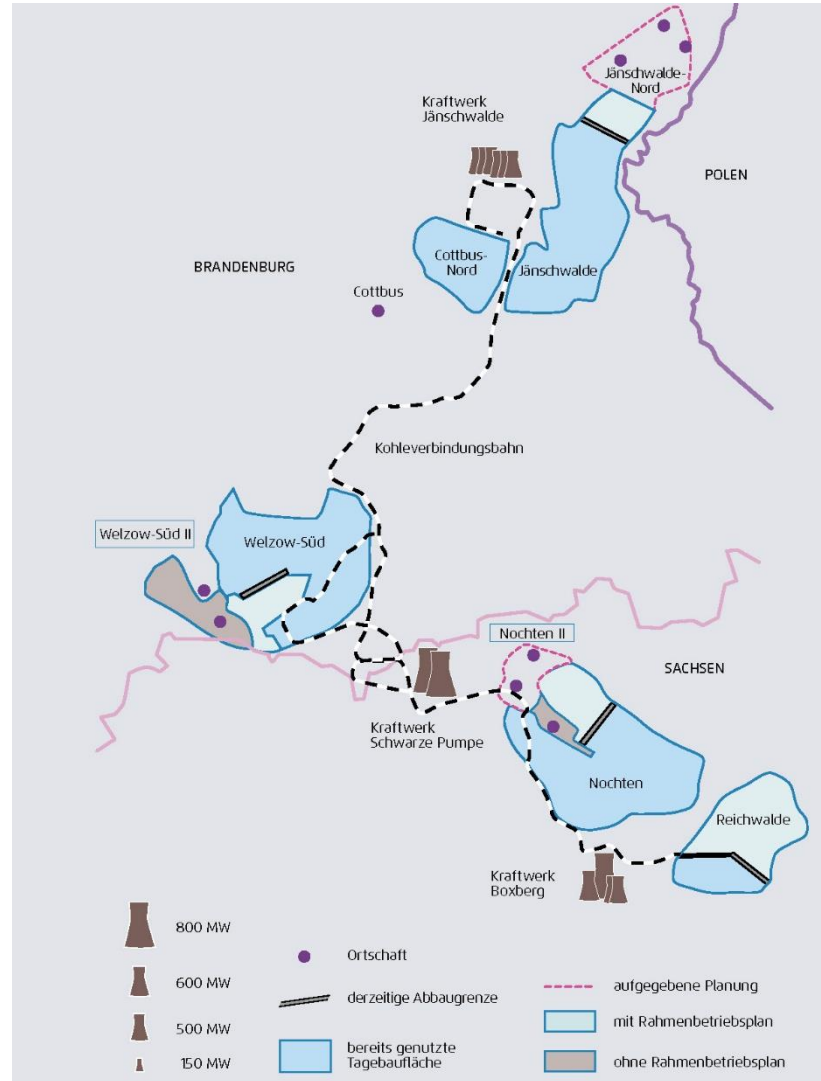 Jänschwalde-
Nord
Kraftwerk
Jänschwalde
POLEN
BRANDENBURG
Cottbus-
Nord
Jänschwalde
Cottbus
Kohleverbindungsbahn
Welzow-Süd II
Welzow-Süd
Nochten II
SACHSEN
Kraftwerk
Schwarze Pumpe
Nochten
Reichwalde
Kraftwerk
Boxberg
800 MW
600 MW
500 MW
150 MW
Ortschaft
derzeitige Abbaugrenze
bereits genutzte
Tagebaufläche
aufgegebene Planung
mit Rahmenbetriebsplan
ohne Rahmenbetriebsplan